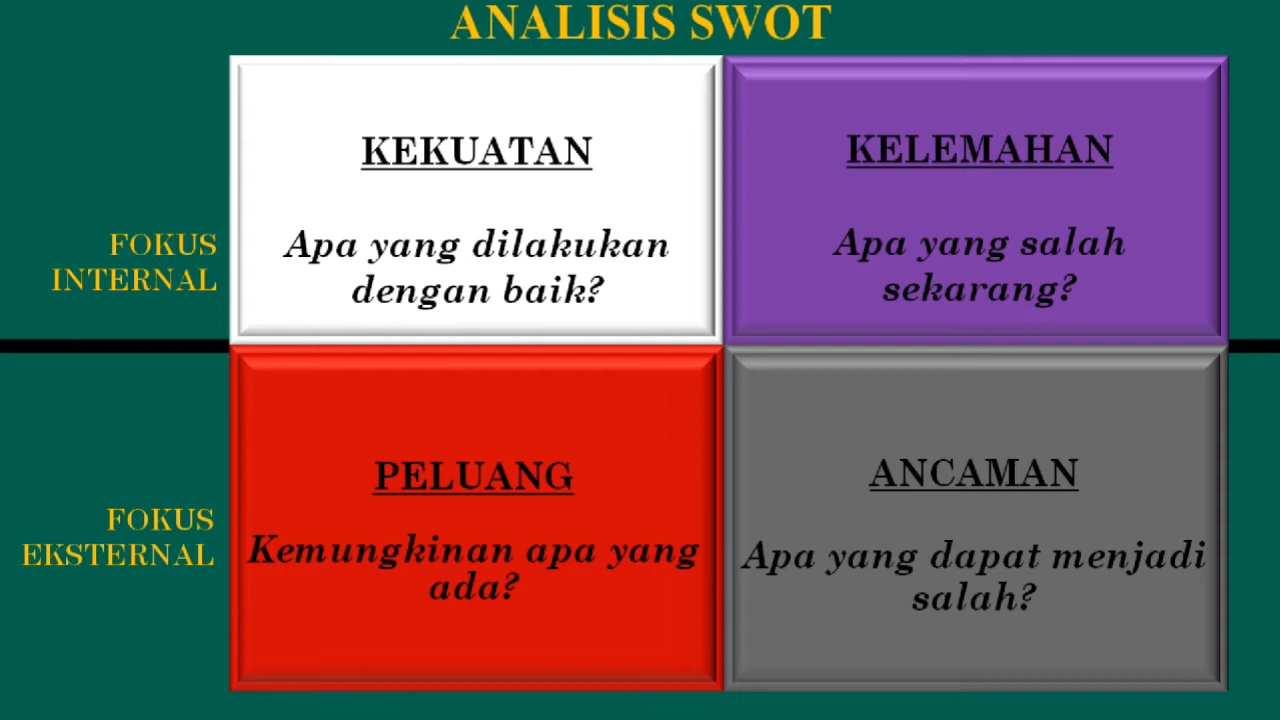 ANALISIS SWOT
KEKUATAN
Apa yang dilakukan
dengan baik?
KELEMAHAN
Apa yang salah
sekarang?
FOKUS
INTERNAL
PELUANG
Kemungkinan apa yang
ada?
ANCAMAN
Apa yang dapat menjadi
salah?
FOKUS
EKSTERNAL